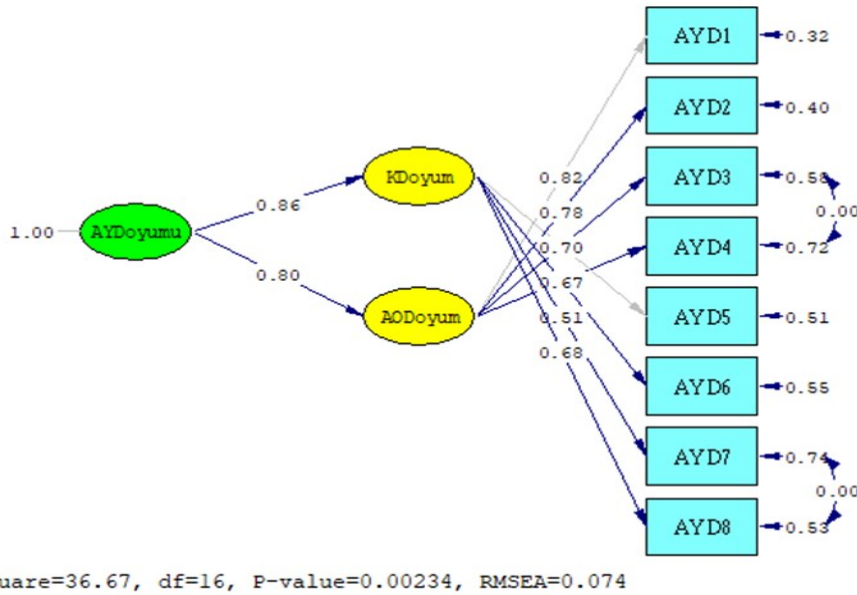 AYD1
0.32
AYD2
0.40
KDoyum
0.82
AYD3
0.58
0.86
0.78
0.00
1.00
AYDoyumu
0.70
AYD4
0.72
0.80
0.67
AODoyum
0.51
AYD5
0.51
0.68
AYD6
0.55
AYD7
0.74
0.00
AYD8
0.53
uare=36.67, df=16, P-value=0.00234, RMSEA=0.074